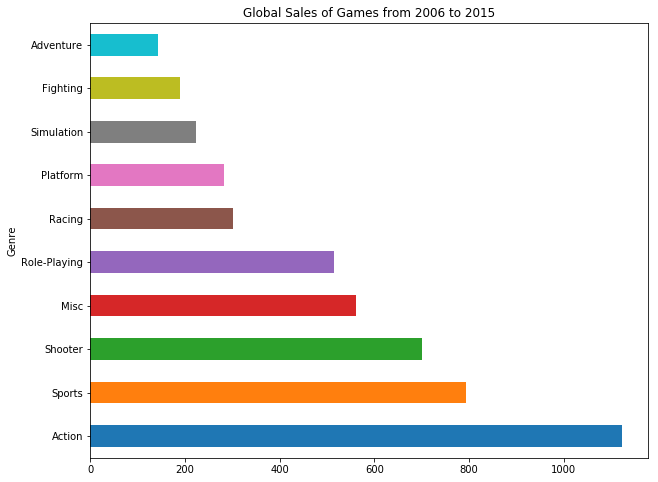 Global Sales of Games from 2006 to 2015
Genre
Adventure
Fighting
Simulation
Platform
Racing
Role-Playing
Misc
Shooter
Sports
Action
0 200 400 600 800 1000